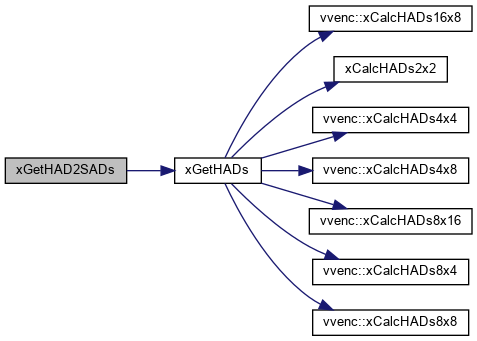 xGetHAD2SADs
xGetHADs
vvenc::xCalcHADs16x8
xCalcHADs2x2
vvenc::xCalcHADs4x4
vvenc::xCalcHADs4x8
vvenc::xCalcHADs8x16
vvenc::xCalcHADs8x4
vvenc::xCalcHADs8x8